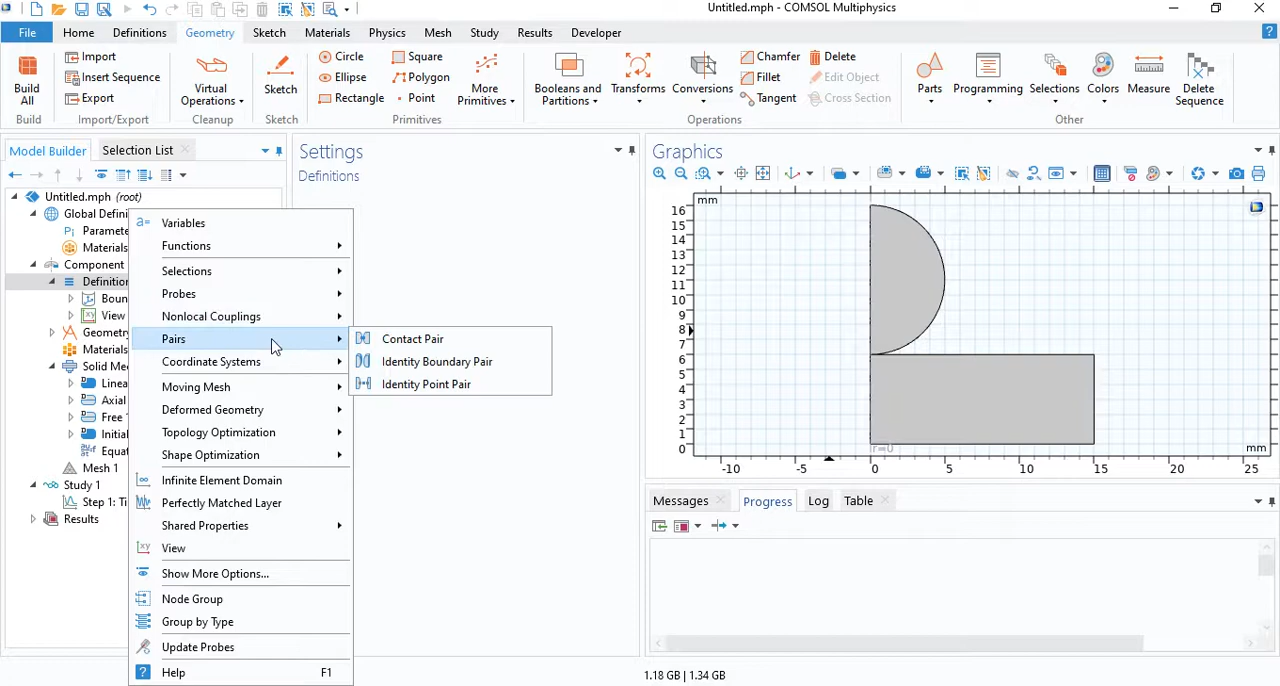 Untitled.mph - COMSOL Multiphysics
File Home Definitions Geometry Sketch Materials Physics Mesh Study Results Developer
Build All
Build
Import
Insert Sequence
Export
Import/Export
Virtual Operations
Cleanup
Sketch
Sketch
Circle
Ellipse
Rectangle
Square
Polygon
Point
More Primitives
Primitives
Booleans and Partitions
Transforms
Conversions
Chamfer
Fillet
Tangent
Delete
Edit Object
Cross Section
Operations
Parts
Programming
Selections
Colors
Measure
Delete Sequence
Other
Model Builder
Selection List
Untitled.mph (root)
Global Defini
Paramete
Pi
Materials
Component
Definition
Boun
View
Geometry
Materials
Solid Me
Linea
Axial
Free
Initia
Equat
Mesh 1
Study 1
Step 1: Ti
Results
a= Variables
Functions
Selections
Probes
Nonlocal Couplings
Pairs
Coordinate Systems
Moving Mesh
Deformed Geometry
Topology Optimization
Shape Optimization
Infinite Element Domain
Perfectly Matched Layer
Shared Properties
View
Show More Options...
Node Group
Group by Type
Update Probes
? Help F1
Contact Pair
Identity Boundary Pair
Identity Point Pair
Settings
Definitions
Graphics
mm
16
15
14
13
12
11
10
9
8
7
6
5
4
3
2
1
0
r=0
mm
-10 -5 0 5 10 15 20 25
Messages Progress Log Table
1.18 GB | 1.34 GB